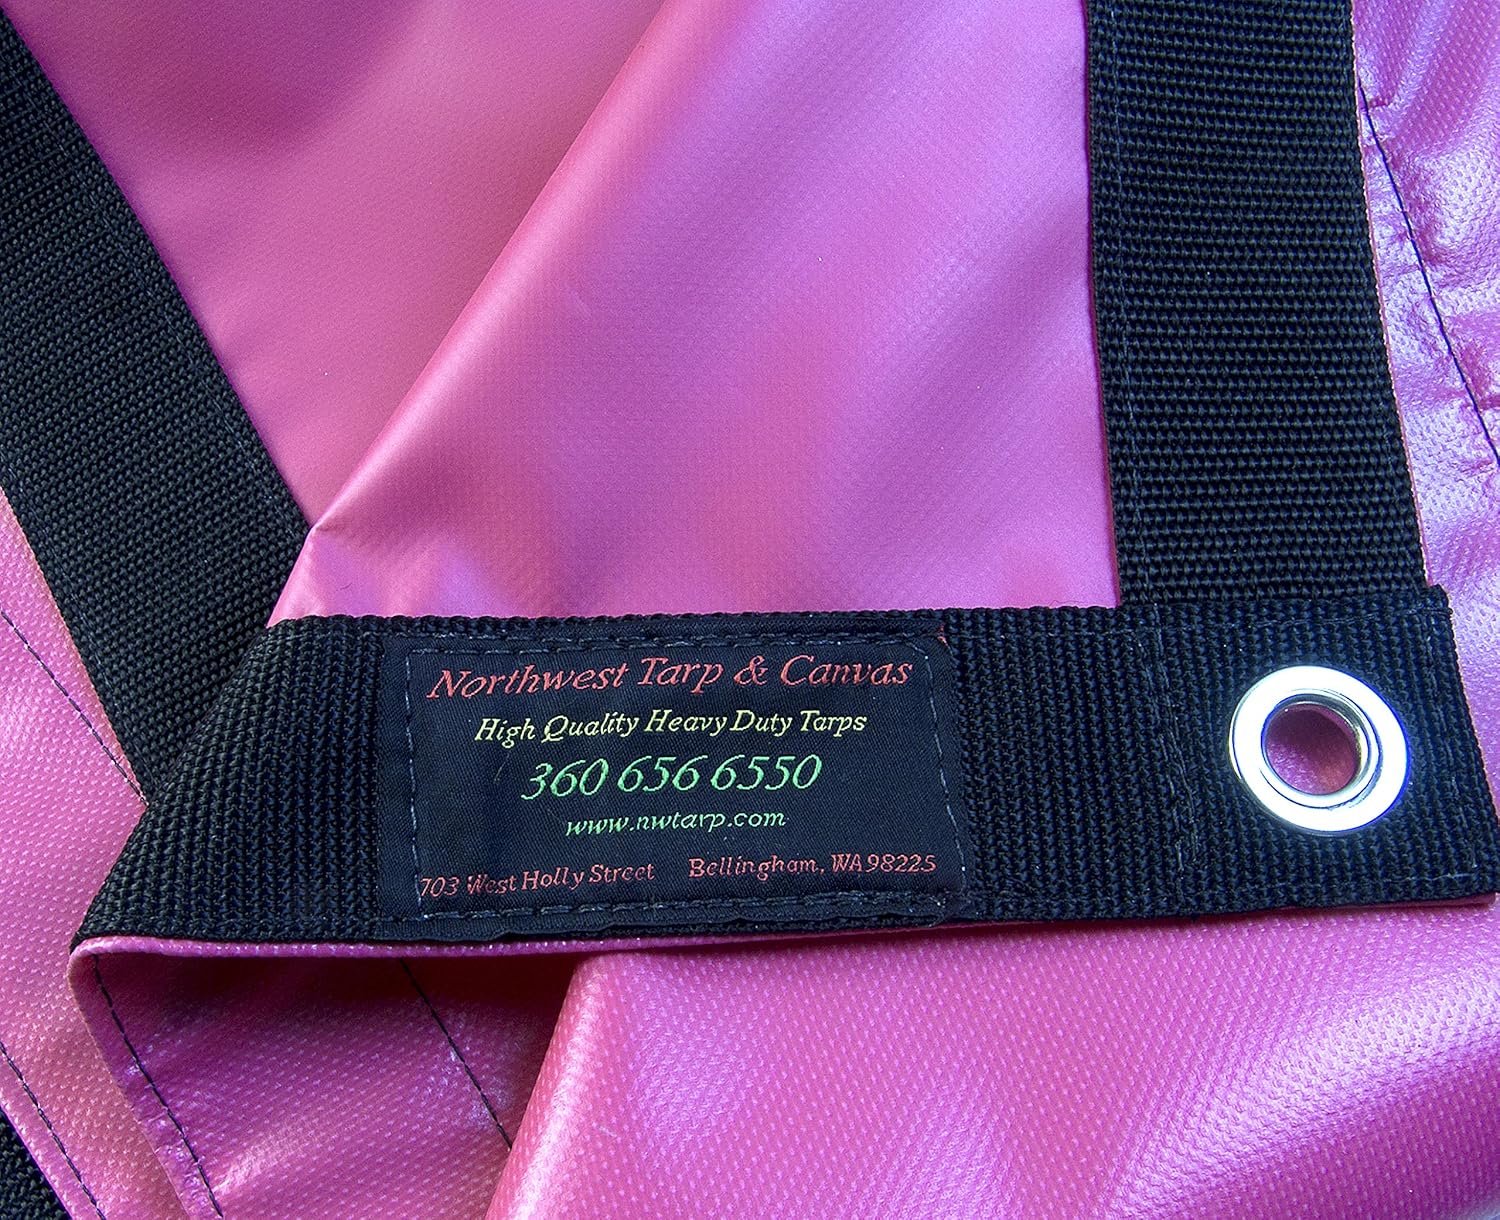 Northwest Tarp & Canvas
High Quality Heavy Duty Tarps
360 656 6550
www.nwtarp.com
703 West Holly Street Bellingham, WA 98225